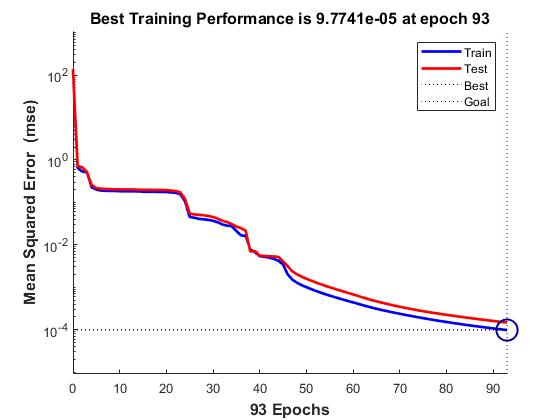 Best Training Performance is 9.7741e-05 at epoch 93
Train
Test
Best
Goal
Mean Squared Error (mse)
10^2
10^0
10^-2
10^-4
0 10 20 30 40 50 60 70 80 90
93 Epochs